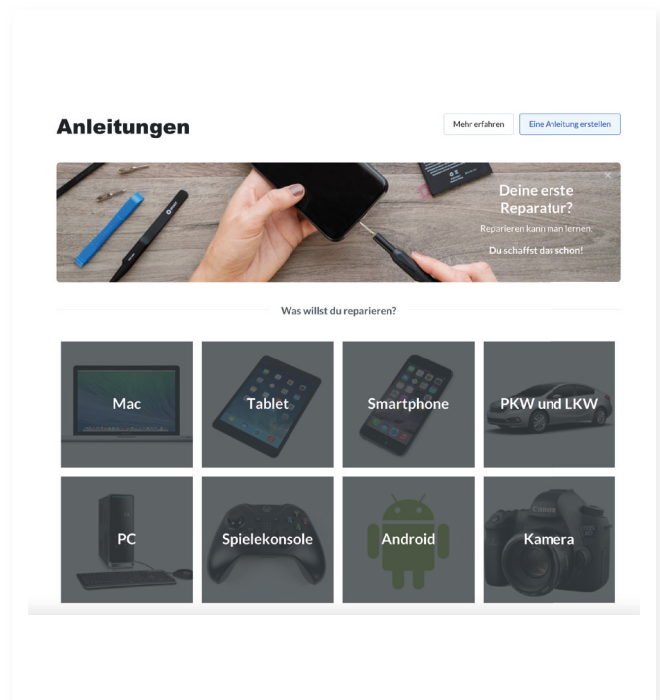 Anleitungen
Mehr erfahren
Eine Anleitung erstellen
Deine erste
Reparatur?
Reparieren kann man lernen.
Du schaffst das schon!
Was willst du reparieren?
Mac
Tablet
Smartphone
PKW und LKW
PC
Spielekonsole
Android
Kamera
Canon